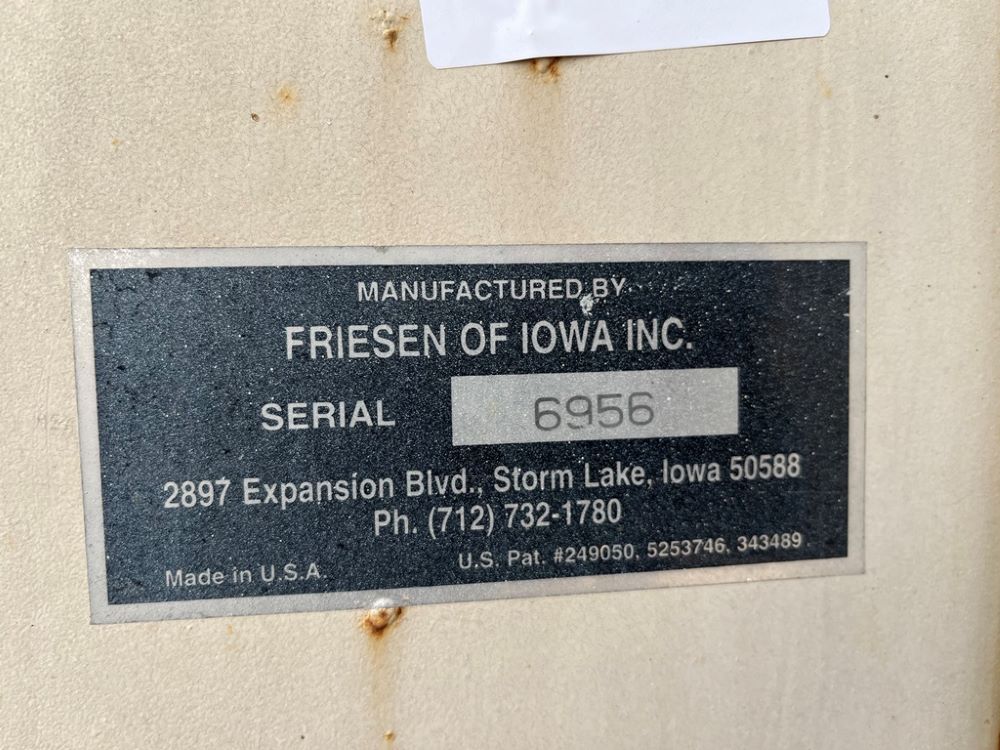 MANUFACTURED BY
FRIESEN OF IOWA INC.
SERIAL 6956
2897 Expansion Blvd., Storm Lake, Iowa 50588
Ph. (712) 732-1780
Made in U.S.A. U.S. Pat. #249050, 5253746, 343489